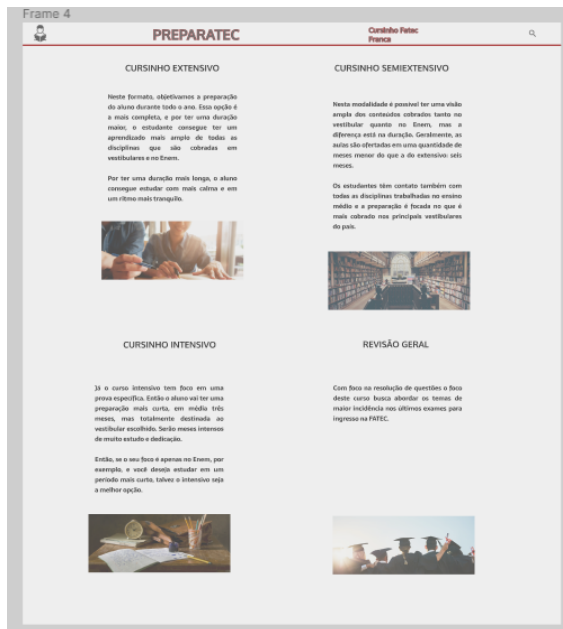 Frame 4
PREPARATEC
Cursinho Fatec
Franca
CURSINHO EXTENSIVO
Neste formato, objetivamos a preparação
do aluno durante todo o ano. Essa opção é
a mais completa, e por ter uma duração
maior, o estudante consegue ter um
aprendizado mais amplo de todas as
disciplinas que são cobradas em
vestibulares e no Enem.
Por ter uma duração mais longa, o aluno
consegue estudar com mais calma e em
um ritmo mais tranquilo.
CURSINHO SEMIEXTENSIVO
Nesta modalidade é possível ter uma visão
ampla dos conteúdos cobrados tanto no
vestibular quanto no Enem, mas a
diferença está na duração. Geralmente, as
aulas são ofertadas em uma quantidade de
meses menor do que a do extensivo: seis
meses.
Os estudantes têm contato também com
todas as disciplinas trabalhadas no ensino
médio e a preparação é focada no que é
mais cobrado nos principais vestibulares
do país.
CURSINHO INTENSIVO
Já o curso intensivo tem foco em uma
prova específica. Então o aluno vai ter uma
preparação mais curta, em média três
meses, mas totalmente destinada ao
vestibular escolhido. Serão meses intensos
de muito estudo e dedicação.
Então, se o seu foco é apenas no Enem, por
exemplo, e você deseja estudar em um
período mais curto, talvez o intensivo seja
a melhor opção.
REVISÃO GERAL
Com foco na resolução de questões o foco
deste curso busca abordar os temas de
maior incidência nos últimos exames para
ingresso na FATEC.